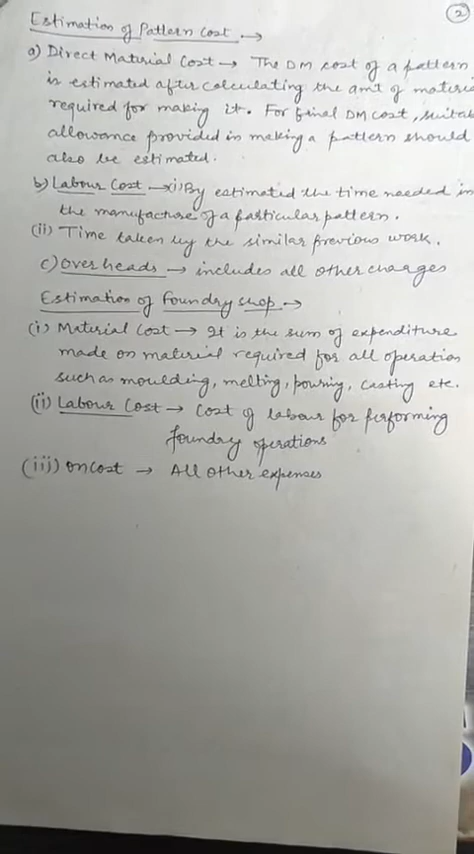 2
Estimation of Pattern Cost →
a) Direct Material Cost → The DM cost of a pattern
is estimated after calculating the amt of materia
required for making it. For final DM cost, suitab
allowance provided in making a pattern should
also be estimated.
b) Labour Cost → (i) By estimated the time needed in
the manufacture of a particular pattern.
(ii) Time taken by the similar previous work.
c) Overheads → includes all other charges
Estimation of Foundry shop →
(i) Material Cost → It is the sum of expenditure
made on material required for all operation
such as moulding, melting, pouring, casting etc.
(ii) Labour Cost → Cost of labour for performing
foundry operations
(iii) oncost → All other expenses